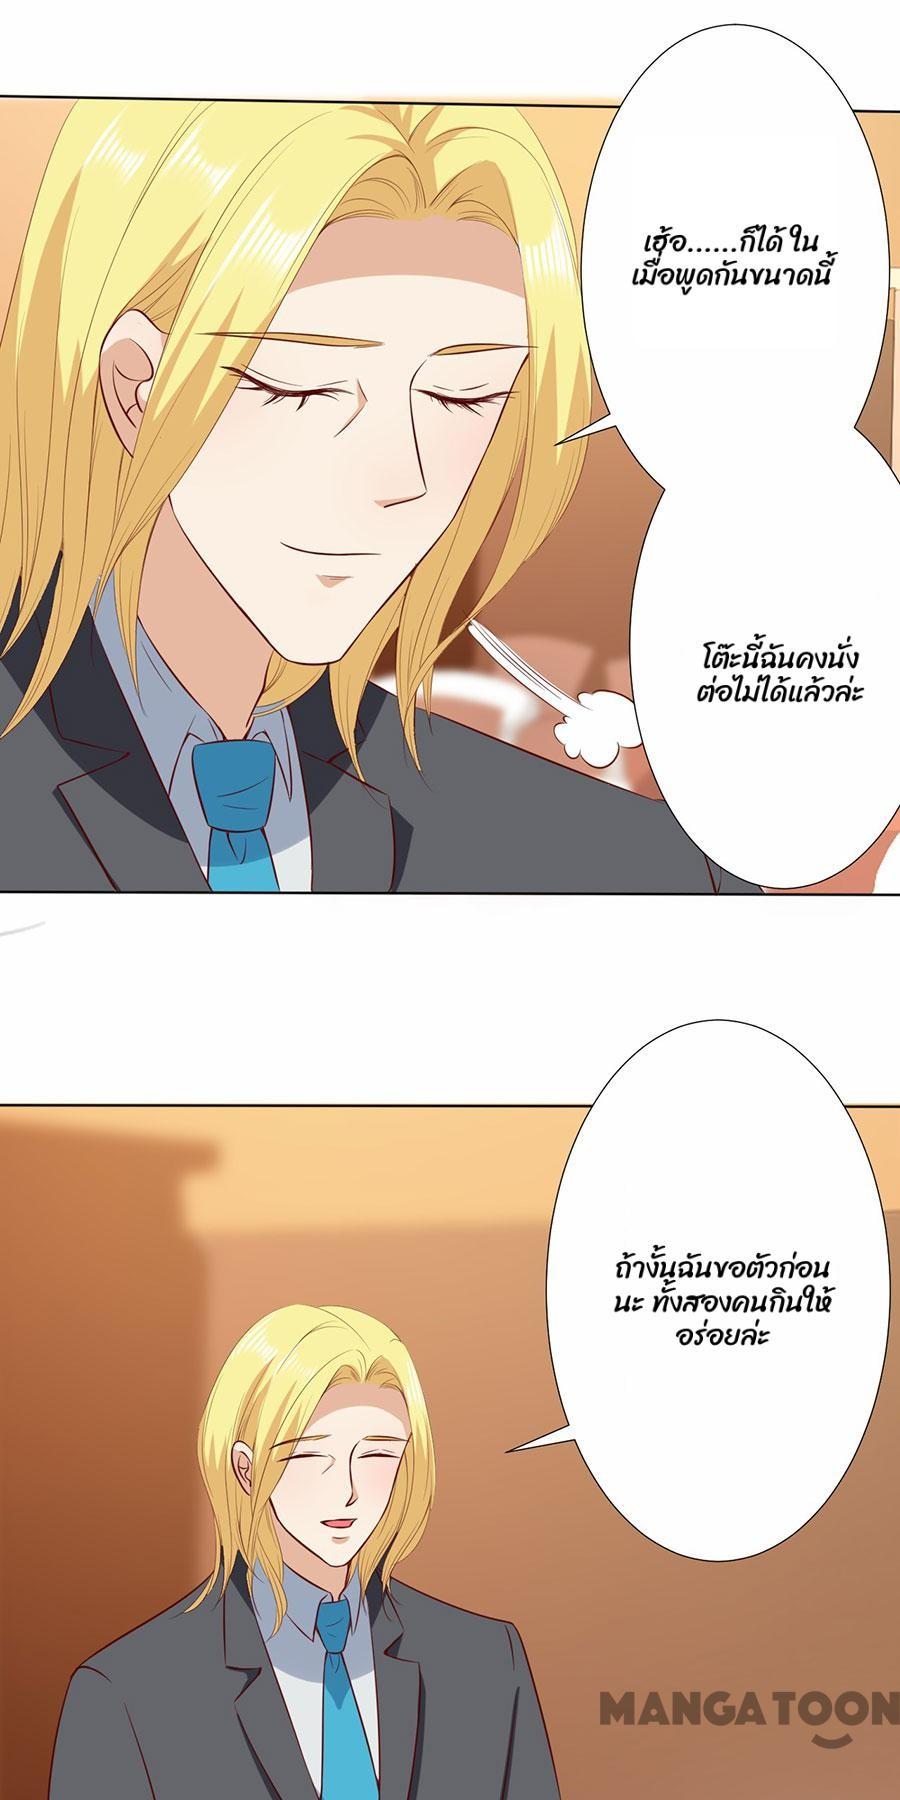 เฮ้อ......ก็ได้ ใน
เมื่อพูดกันขนาดนี้
โต๊ะนี้ฉันคงนั่ง
ต่อไม่ได้แล้วล่ะ
ถ้างั้นฉันขอตัวก่อน
นะ ทั้งสองคนกินให้
อร่อยล่ะ
MANGATOON